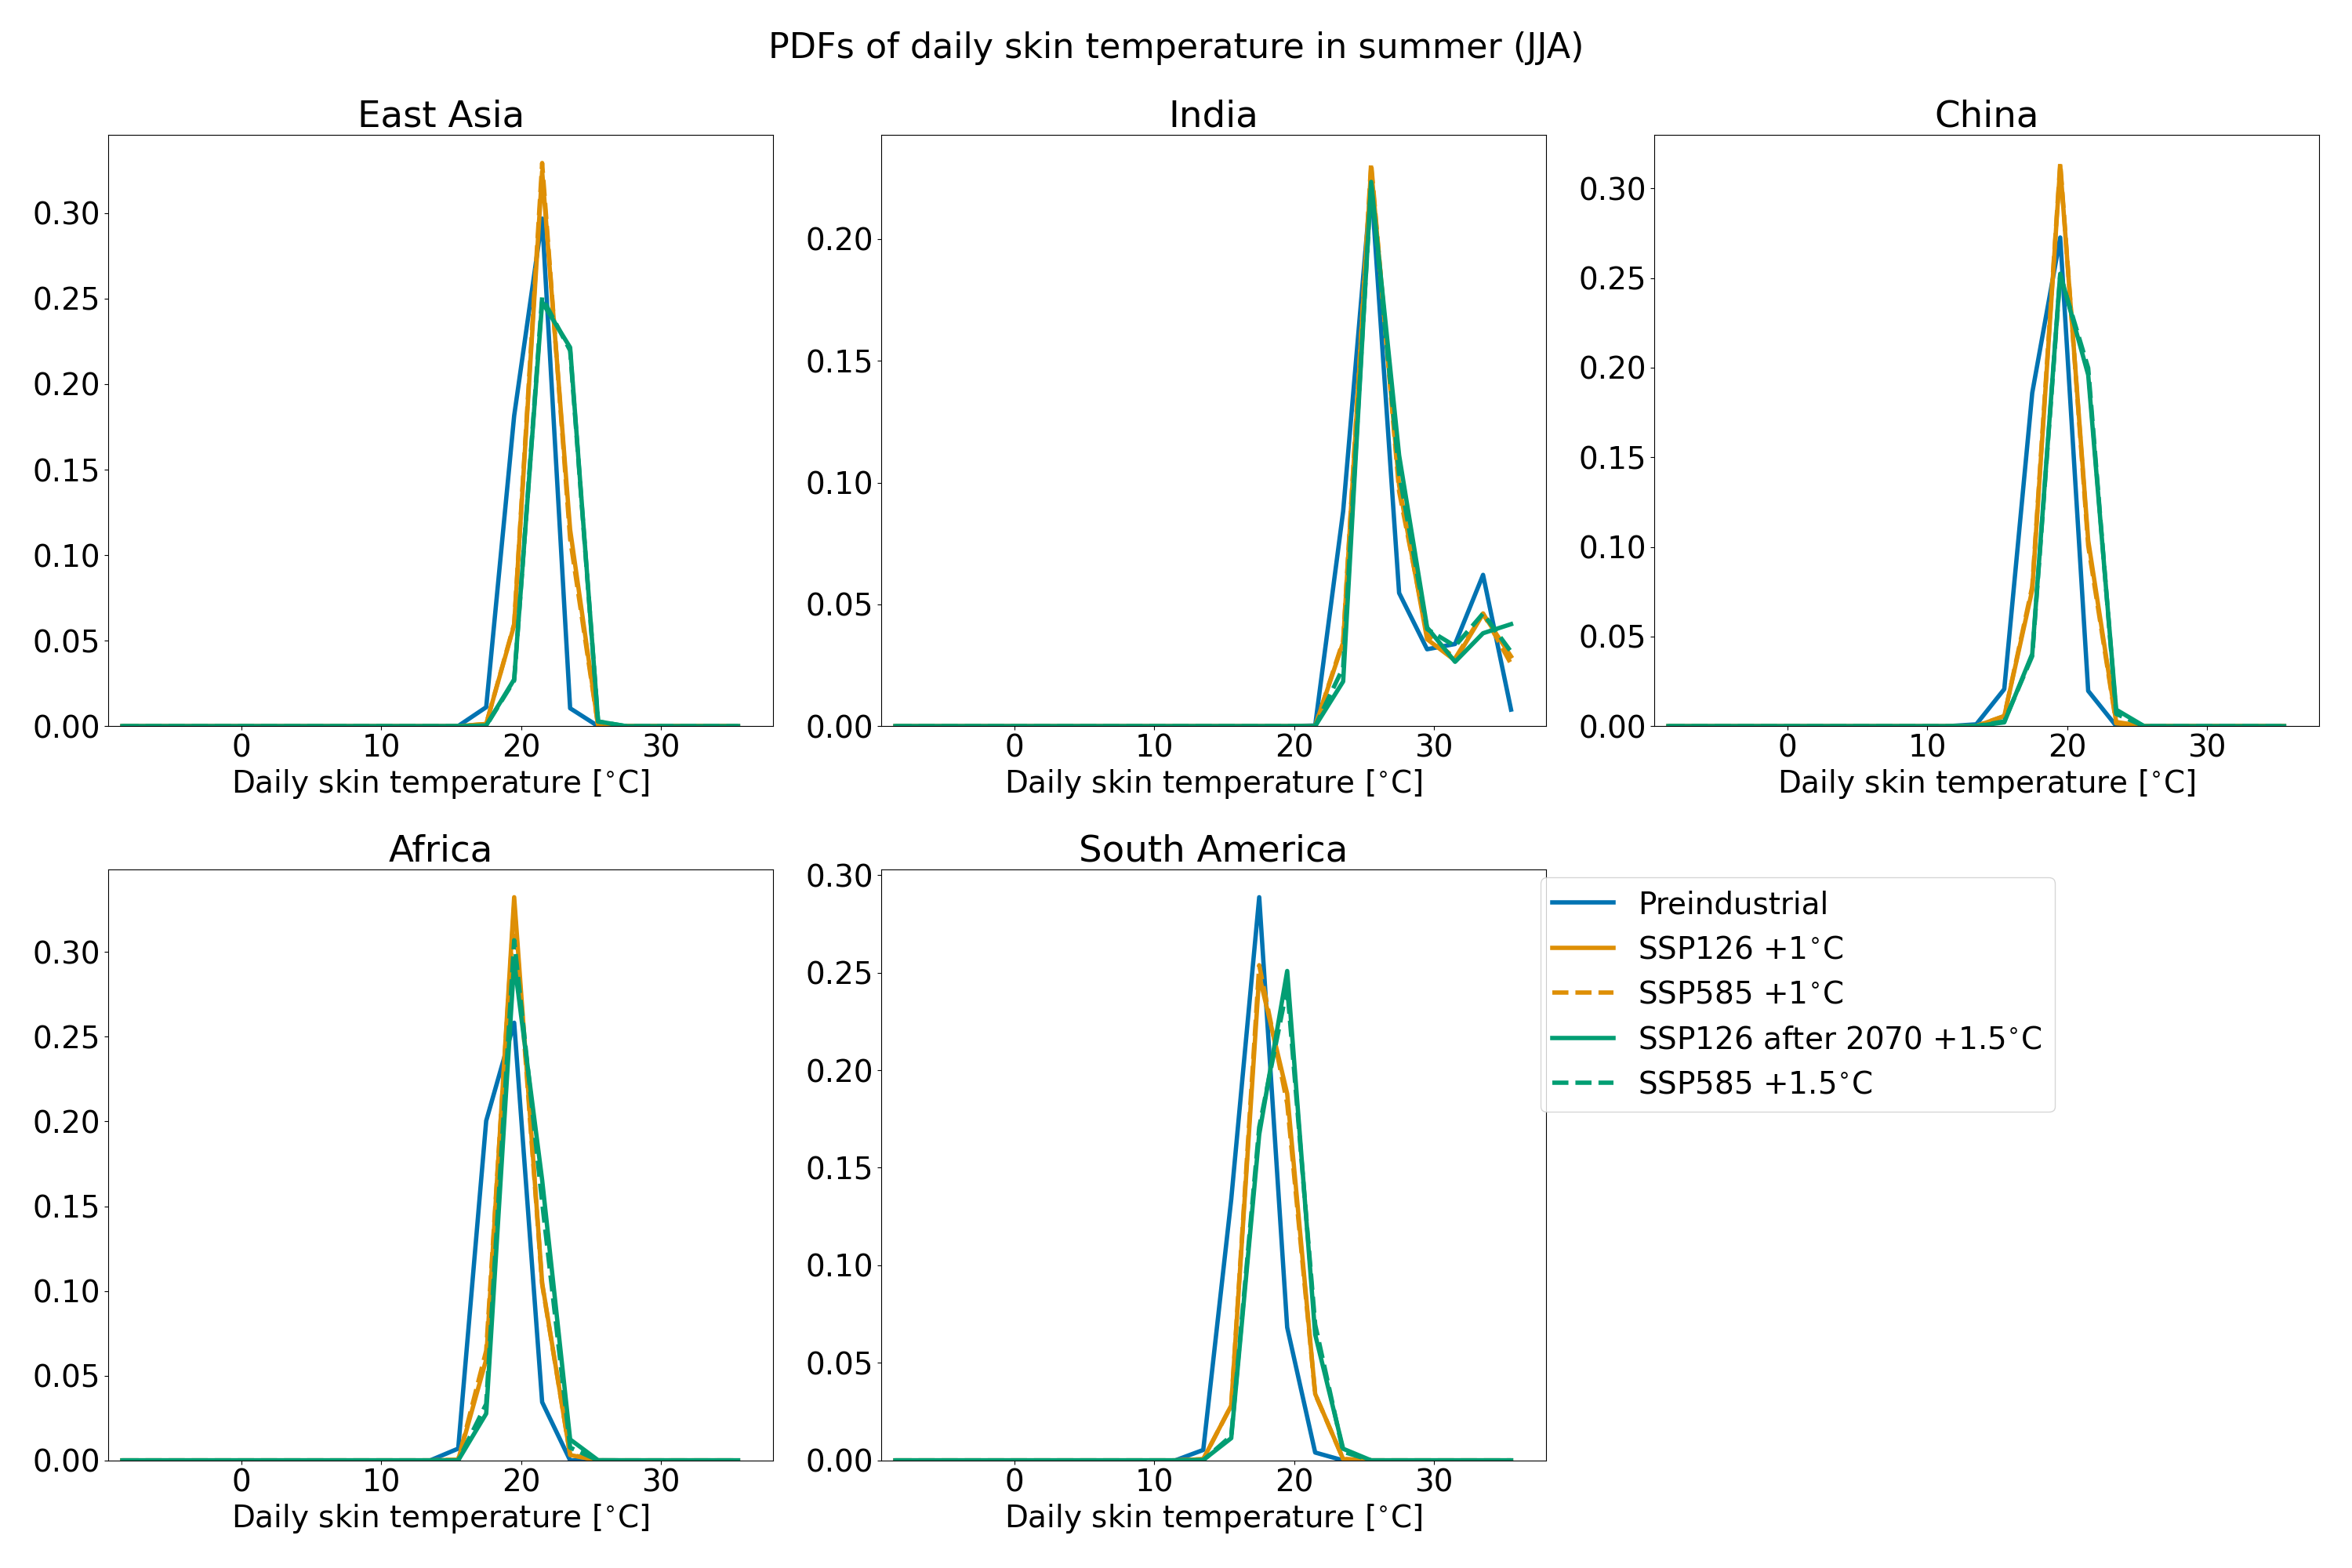 PDFs of daily skin temperature in summer (JJA)
East Asia
0.30
0.25
0.20
0.15
0.10
0.05
0.00
0 10 20 30
Daily skin temperature [°C]
India
0.20
0.15
0.10
0.05
0.00
0 10 20 30
Daily skin temperature [°C]
China
0.30
0.25
0.20
0.15
0.10
0.05
0.00
0 10 20 30
Daily skin temperature [°C]
Africa
0.30
0.25
0.20
0.15
0.10
0.05
0.00
0 10 20 30
Daily skin temperature [°C]
South America
0.30
0.25
0.20
0.15
0.10
0.05
0.00
0 10 20 30
Daily skin temperature [°C]
Preindustrial
SSP126 +1°C
SSP585 +1°C
SSP126 after 2070 +1.5°C
SSP585 +1.5°C